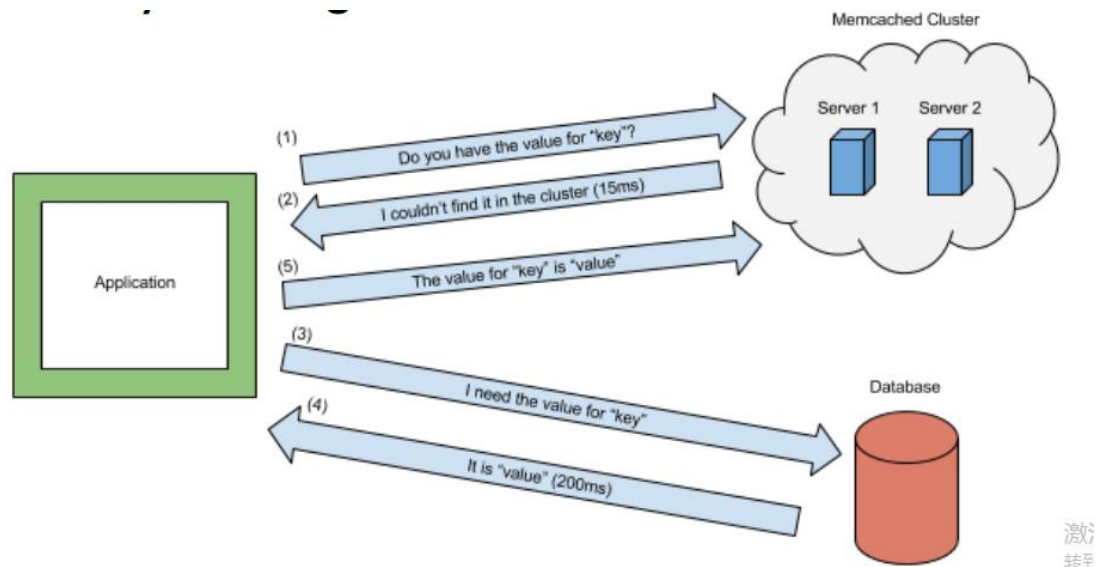 Memcached Cluster
Server 1
Server 2
(1)
Do you have the value for "key"?
(2)
I couldn't find it in the cluster (15ms)
(5)
The value for "key" is "value"
Application
(3)
I need the value for "key"
Database
(4)
It is "value" (200ms)